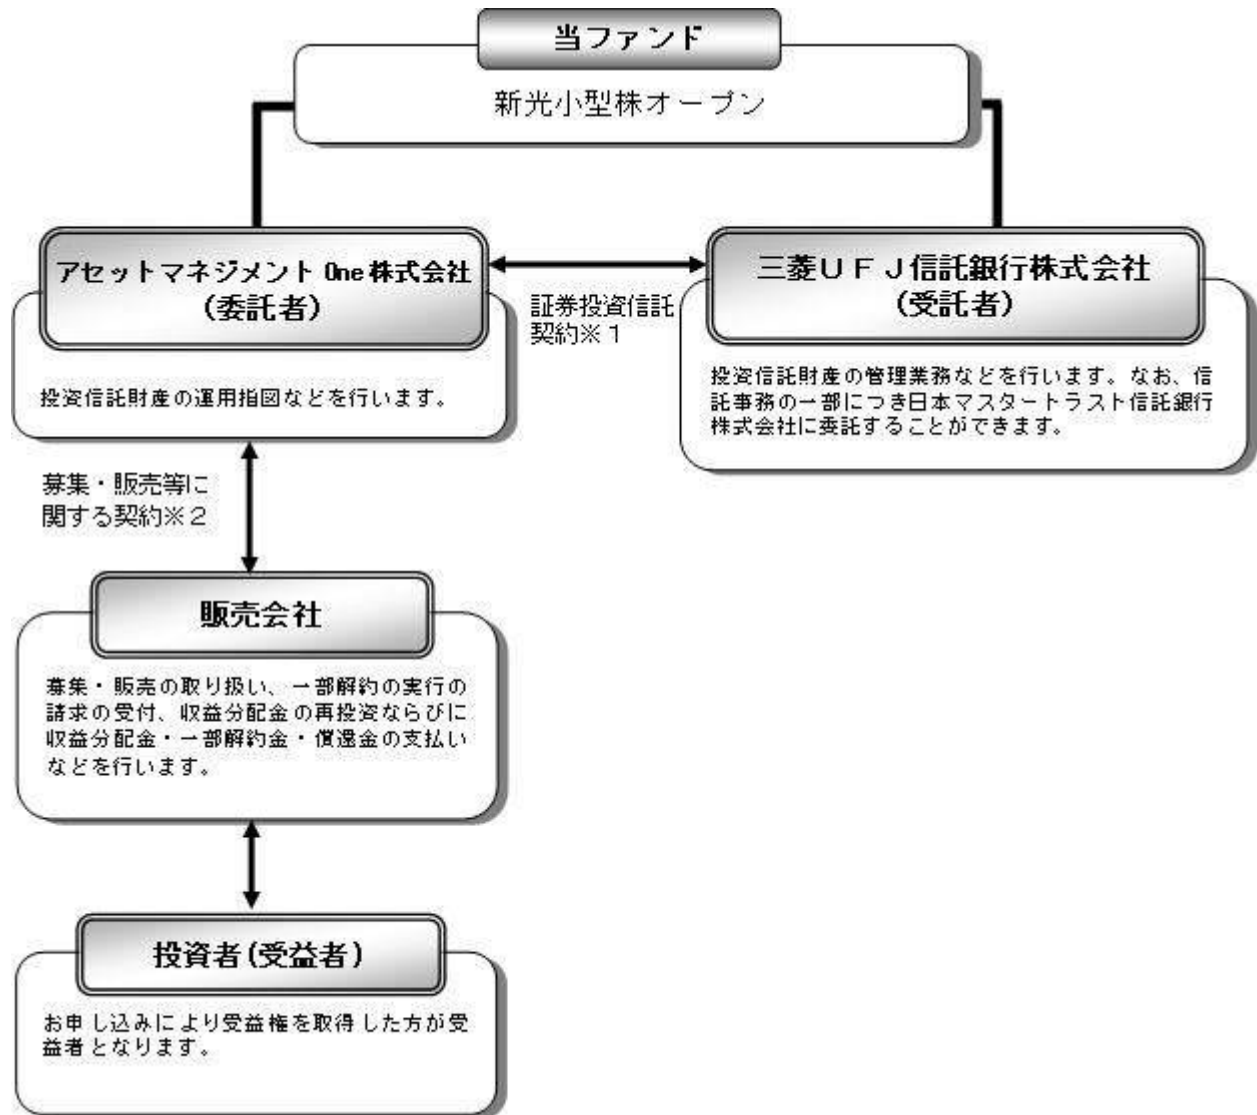 当ファンド
新光小型株オープン
アセットマネジメントOne株式会社
(委託者)
投資信託財産の運用指図などを行います。
証券投資信託
契約※1
三菱UFJ信託銀行株式会社
(受託者)
投資信託財産の管理業務などを行います。なお、信
託事務の一部につき日本マスタートラスト信託銀行
株式会社に委託することができます。
募集・販売等に
関する契約※2
販売会社
募集・販売の取り扱い、一部解約の実行の
請求の受付、収益分配金の再投資ならびに
収益分配金・一部解約金・償還金の支払い
などを行います。
投資者(受益者)
お申し込みにより受益権を取得した方が受
益者となります。